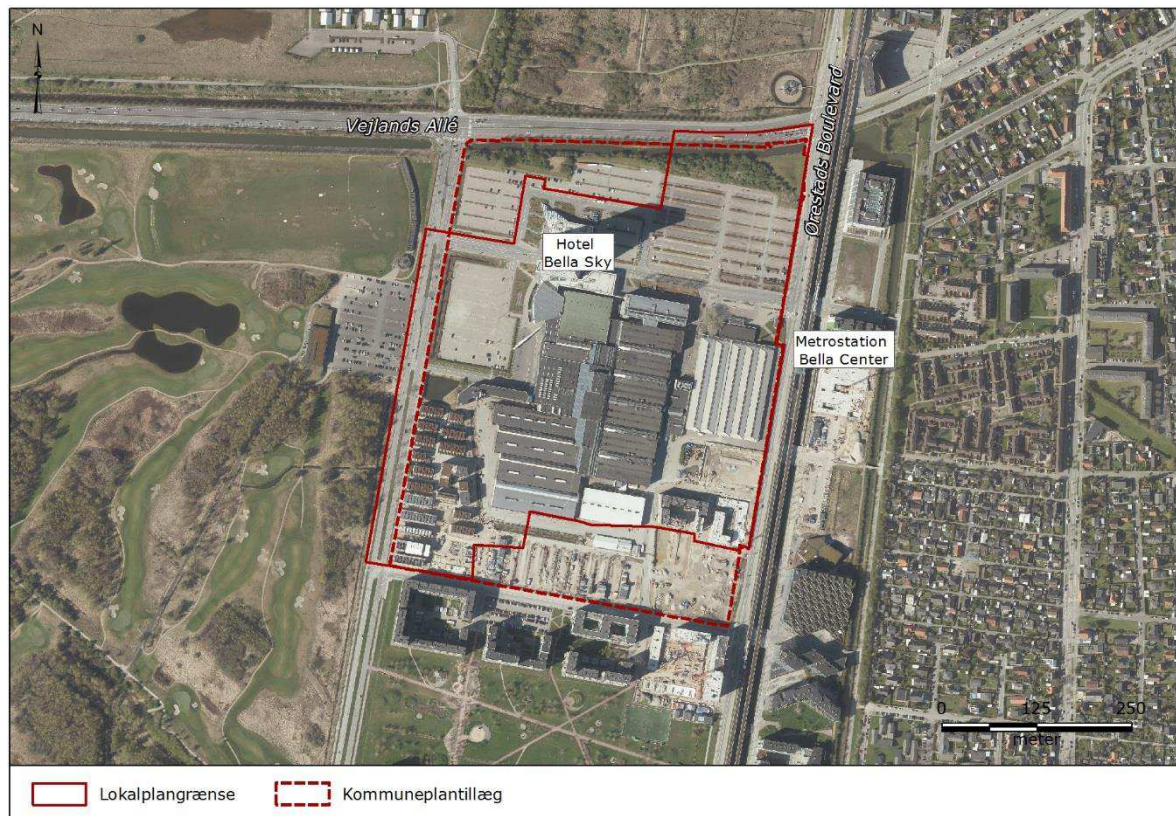 N
Vejlands Allé
Ørestads Boulevard
Hotel
Bella Sky
Metrostation
Bella Center
0 125 250
meter
Lokalplangrænse
Kommuneplantillæg